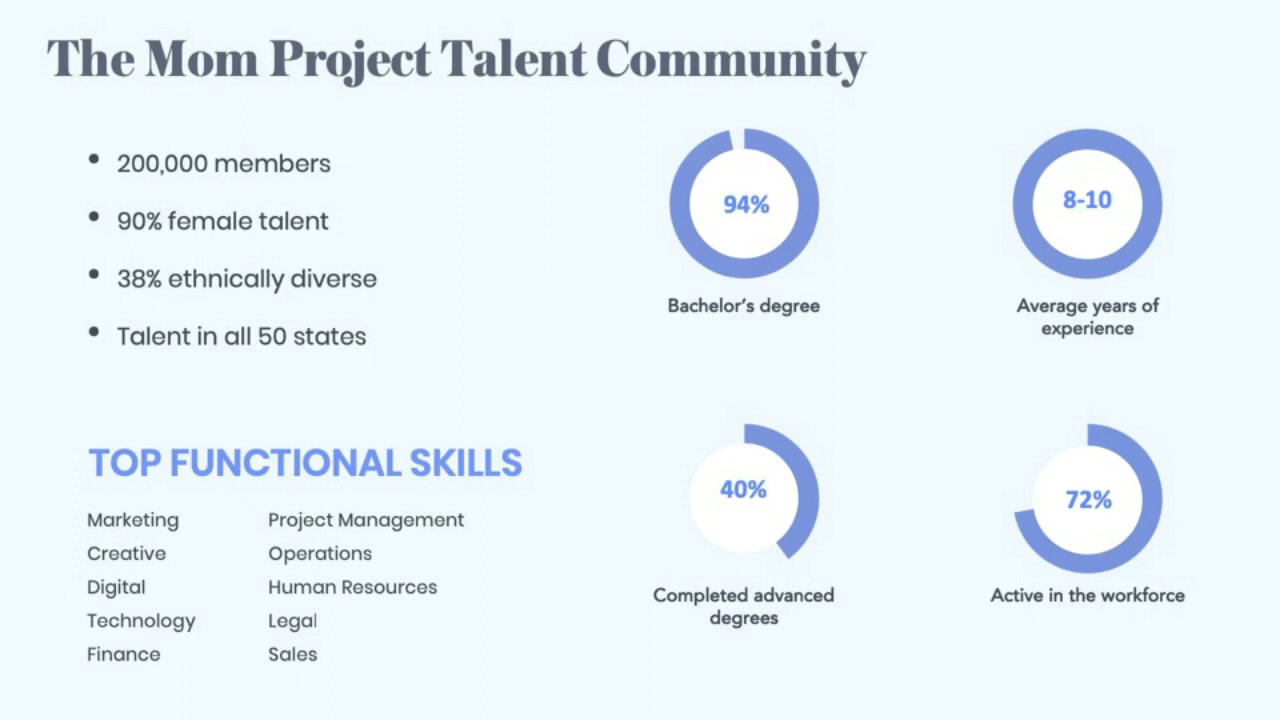 The Mom Project Talent Community
• 200,000 members
• 90% female talent
• 38% ethnically diverse
• Talent in all 50 states
94%
Bachelor's degree
8-10
Average years of
experience
TOP FUNCTIONAL SKILLS
Marketing
Creative
Digital
Technology
Finance
Project Management
Operations
Human Resources
Legal
Sales
40%
Completed advanced
degrees
72%
Active in the workforce